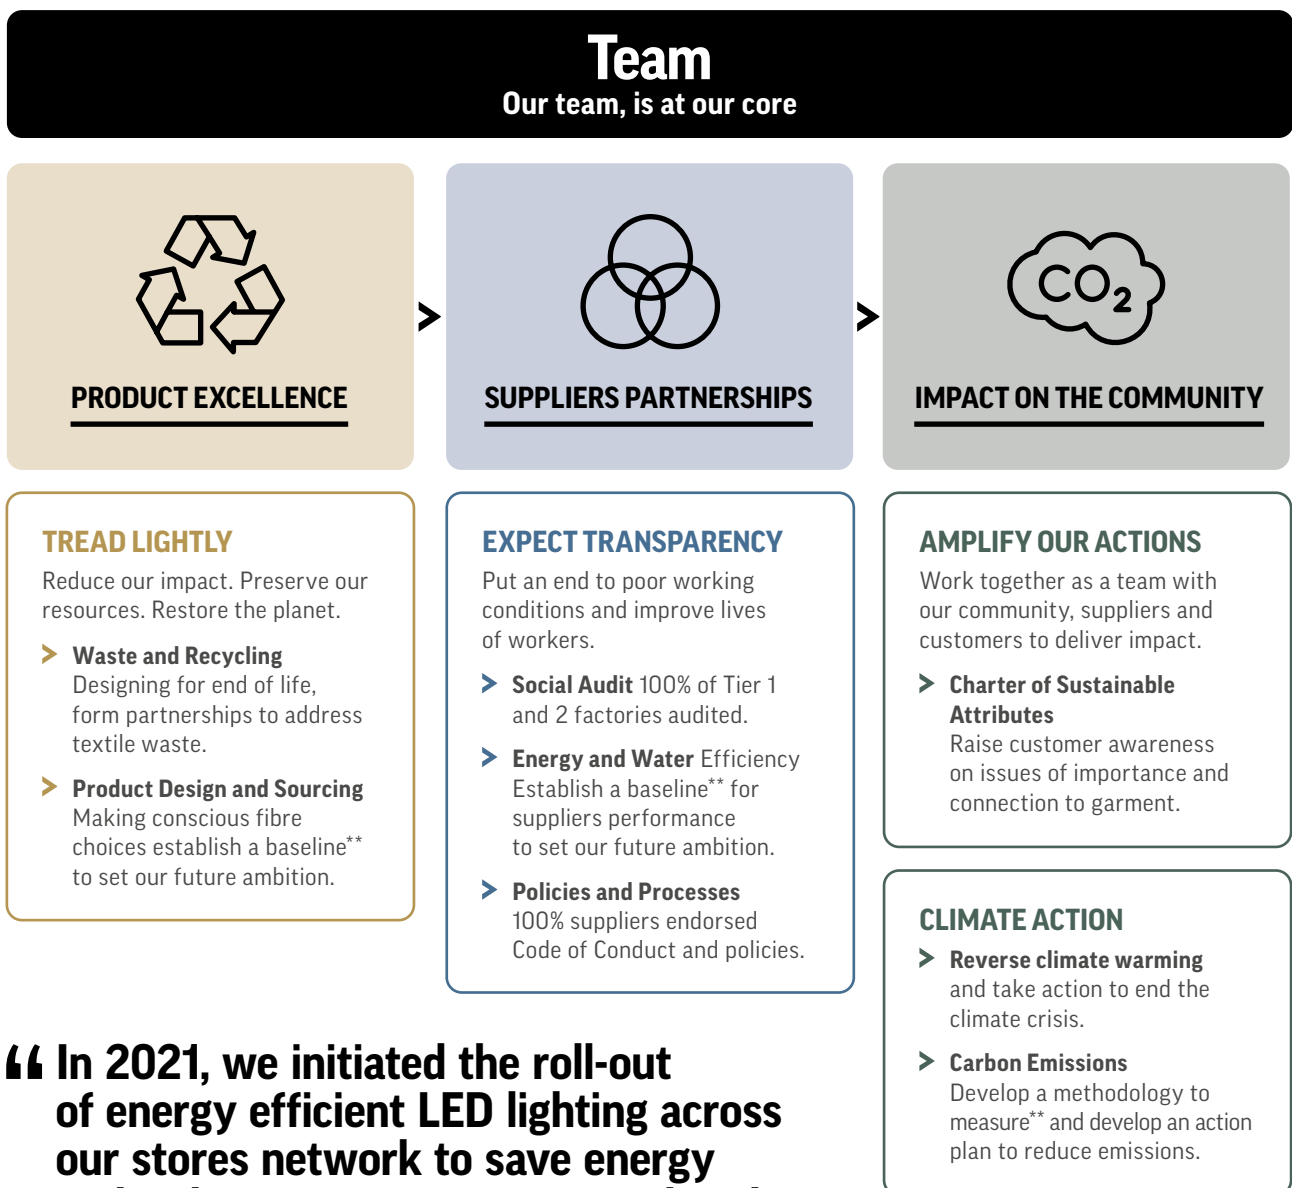 Team
Our team, is at our core
PRODUCT EXCELLENCE
>
SUPPLIERS PARTNERSHIPS
>
CO2
IMPACT ON THE COMMUNITY
TREAD LIGHTLY
Reduce our impact. Preserve our
resources. Restore the planet.
> Waste and Recycling
Designing for end of life,
form partnerships to address
textile waste.
> Product Design and Sourcing
Making conscious fibre
choices establish a baseline**
to set our future ambition.
EXPECT TRANSPARENCY
Put an end to poor working
conditions and improve lives
of workers.
> Social Audit 100% of Tier 1
and 2 factories audited.
> Energy and Water Efficiency
Establish a baseline** for
suppliers performance
to set our future ambition.
> Policies and Processes
100% suppliers endorsed
Code of Conduct and policies.
AMPLIFY OUR ACTIONS
Work together as a team with
our community, suppliers and
customers to deliver impact.
> Charter of Sustainable
Attributes
Raise customer awareness
on issues of importance and
connection to garment.
CLIMATE ACTION
> Reverse climate warming
and take action to end the
climate crisis.
> Carbon Emissions
Develop a methodology to
measure** and develop an action
plan to reduce emissions.
“ In 2021, we initiated the roll-out
of energy efficient LED lighting across
our stores network to save energy